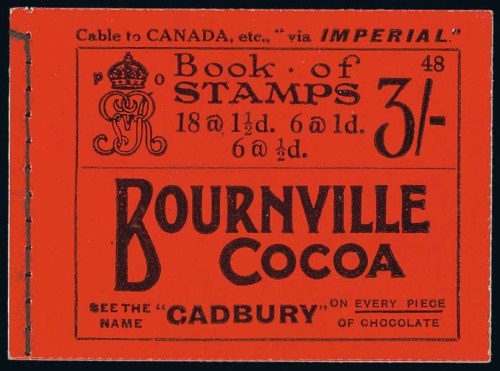 Cable to CANADA, etc., "via IMPERIAL."
P O
Book · of 48
STAMPS 3/-
18 @ 1½d. 6 @ 1d.
6 @ ½d.
BOURNVILLE
COCOA
SEE THE NAME "CADBURY" ON EVERY PIECE OF CHOCOLATE